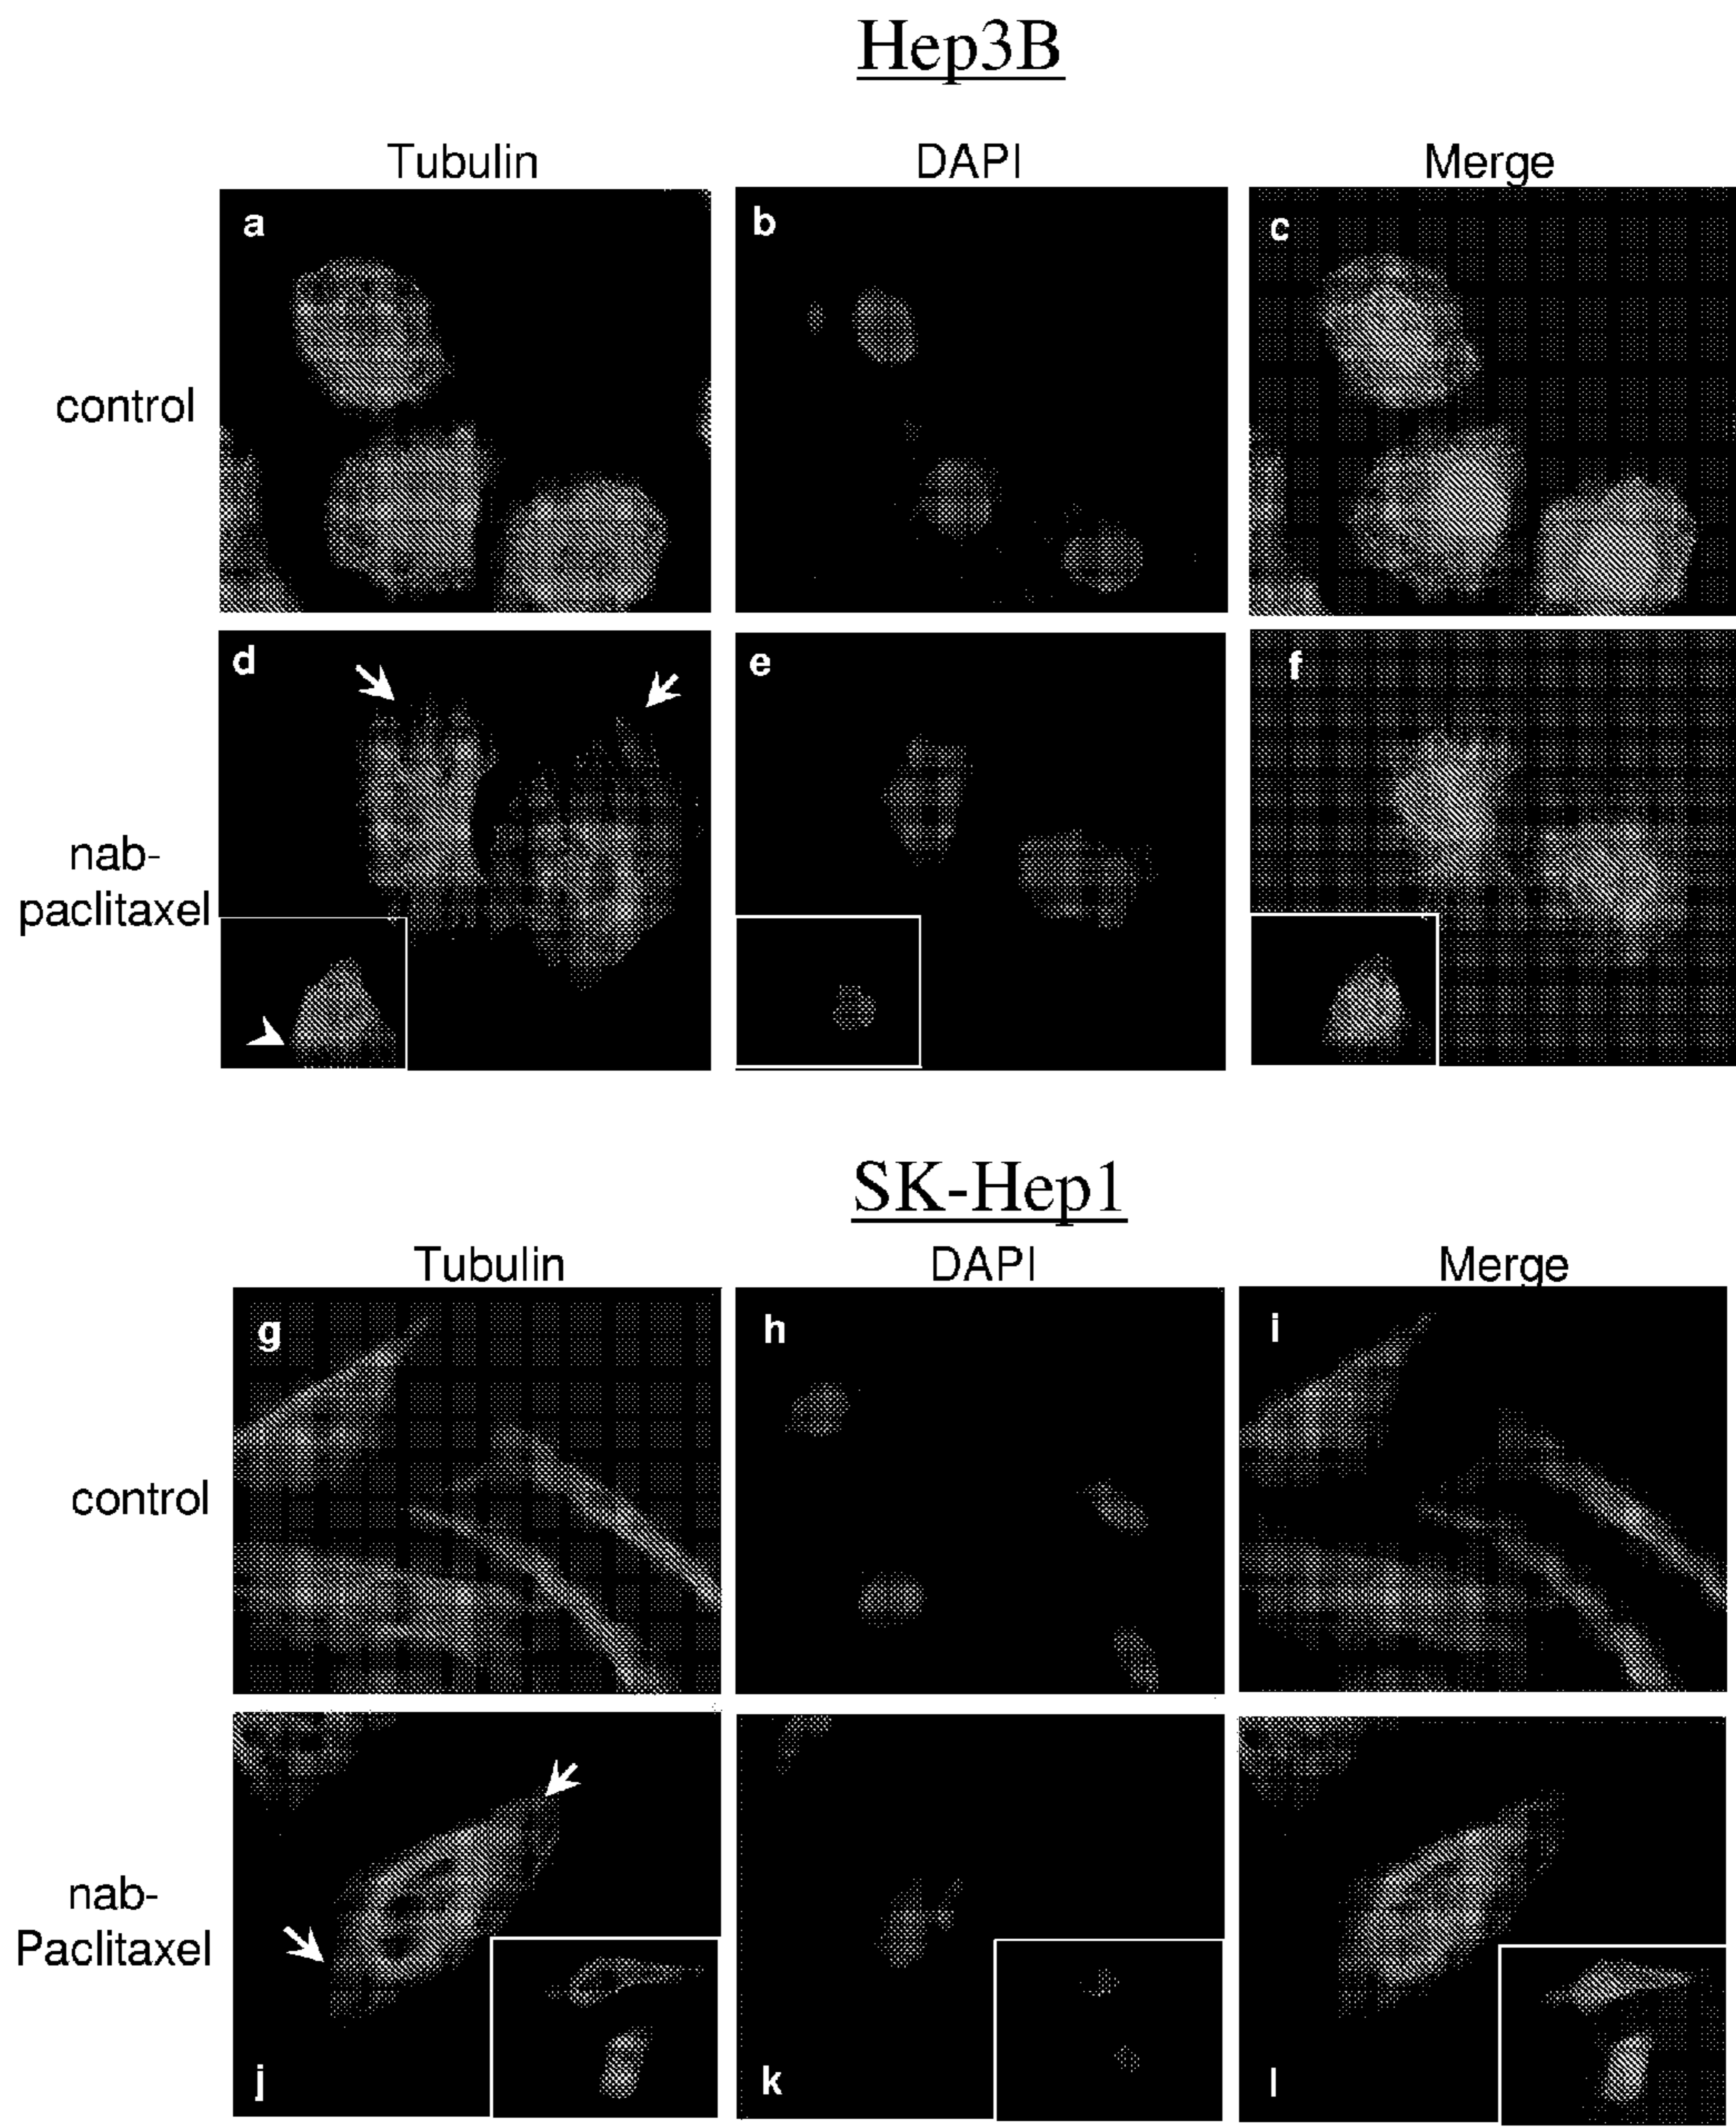 Hep3B
Tubulin DAPI Merge
a b c
control
d e f
nab-
paclitaxel
SK-Hep1
Tubulin DAPI Merge
g h i
control
nab-
Paclitaxel
j k l